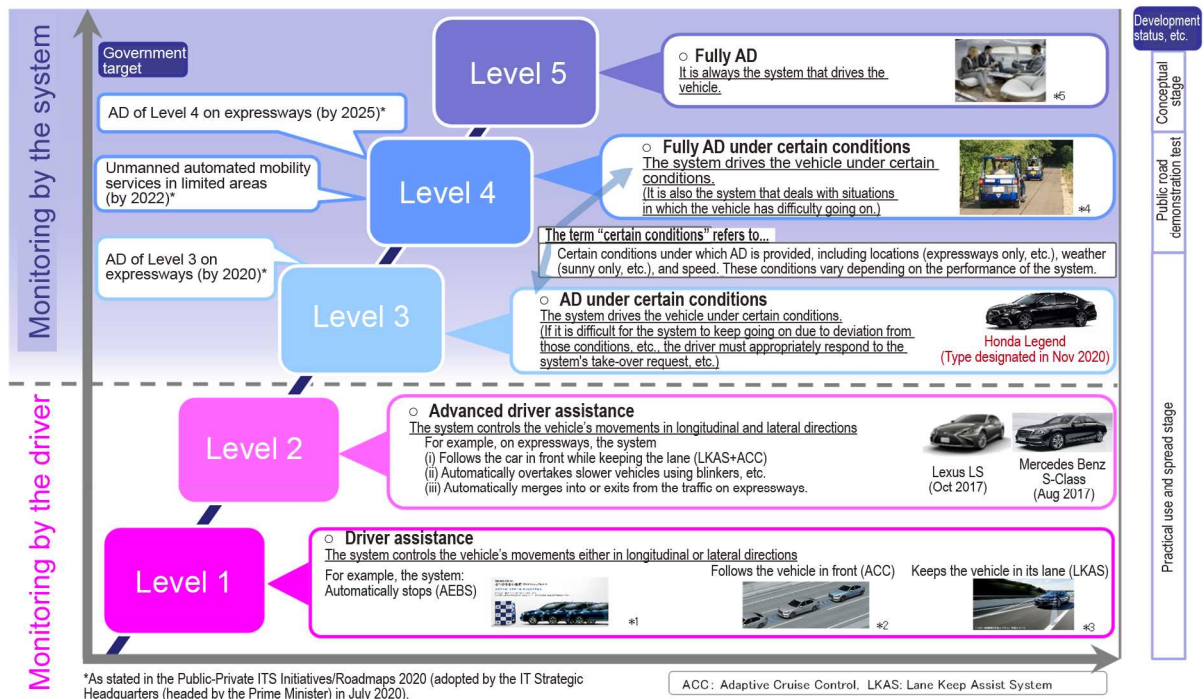 Development
status, etc.
Monitoring by the system
Government
target
Level 5
○ Fully AD
It is always the system that drives the
vehicle.
*5
Conceptual
stage
AD of Level 4 on expressways (by 2025)*
Unmanned automated mobility
services in limited areas
(by 2022)*
Level 4
○ Fully AD under certain conditions
The system drives the vehicle under certain
conditions.
(It is also the system that deals with situations
in which the vehicle has difficulty going on.)
*4
Public road
demonstration test
The term “certain conditions” refers to...
Certain conditions under which AD is provided, including locations (expressways only, etc.), weather
(sunny only, etc.), and speed. These conditions vary depending on the performance of the system.
AD of Level 3 on
expressways (by 2020)*
Level 3
○ AD under certain conditions
The system drives the vehicle under certain conditions.
(If it is difficult for the system to keep going on due to deviation from
those conditions, etc., the driver must appropriately respond to the
system's take-over request, etc.)
Honda Legend
(Type designated in Nov 2020)
Practical use and spread stage
Monitoring by the driver
Level 2
○ Advanced driver assistance
The system controls the vehicle’s movements in longitudinal and lateral directions
For example, on expressways, the system
(i) Follows the car in front while keeping the lane (LKAS+ACC)
(ii) Automatically overtakes slower vehicles using blinkers, etc.
(iii) Automatically merges into or exits from the traffic on expressways.
Lexus LS
(Oct 2017)
Mercedes Benz
S-Class
(Aug 2017)
Level 1
○ Driver assistance
The system controls the vehicle’s movements either in longitudinal or lateral directions
For example, the system:
Automatically stops (AEBS)
*1
Follows the vehicle in front (ACC)
*2
Keeps the vehicle in its lane (LKAS)
*3
*As stated in the Public-Private ITS Initiatives/Roadmaps 2020 (adopted by the IT Strategic
Headquarters (headed by the Prime Minister) in July 2020).
ACC: Adaptive Cruise Control, LKAS: Lane Keep Assist System